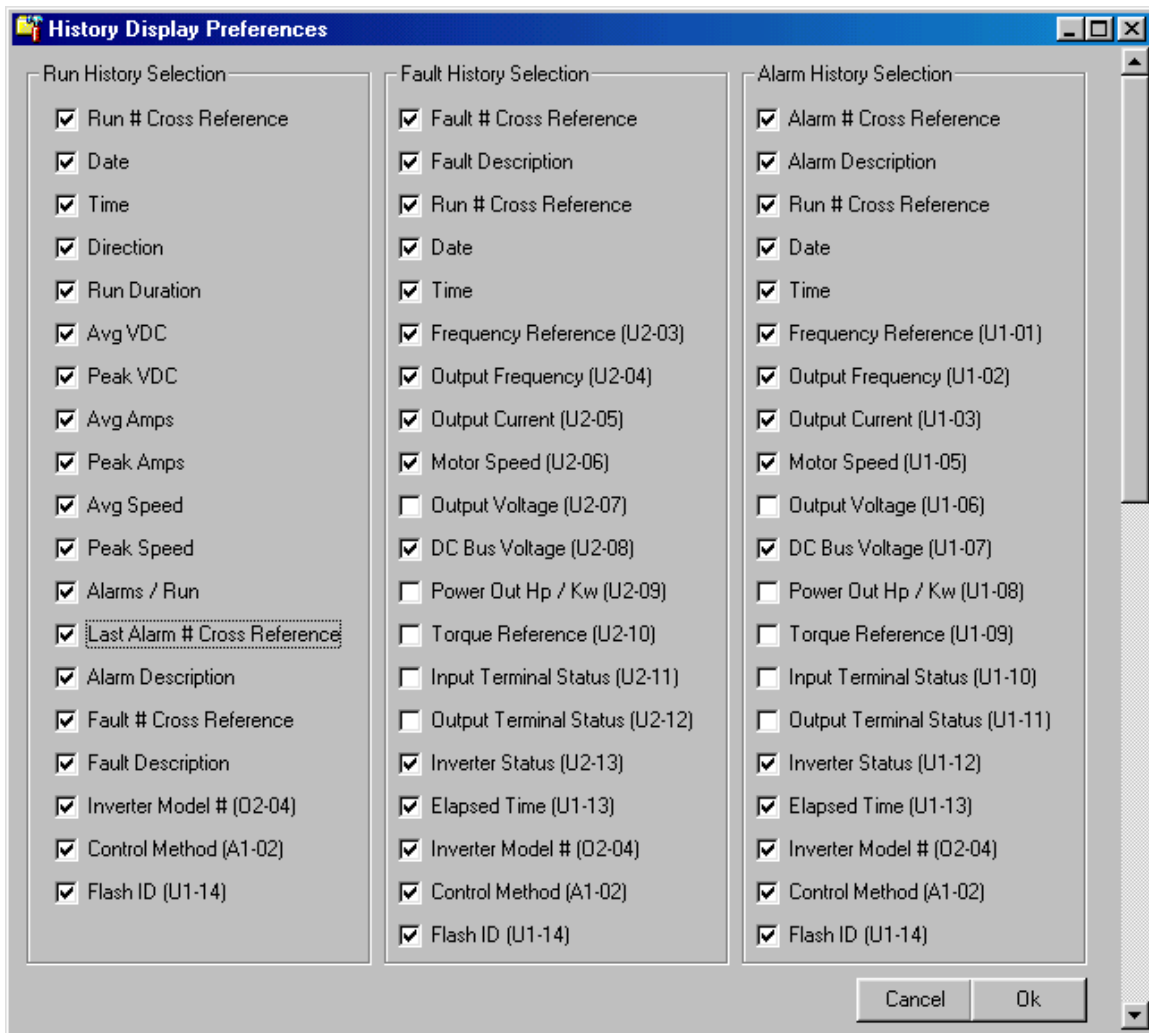 History Display Preferences
Run History Selection
Run # Cross Reference
Date
Time
Direction
Run Duration
Avg VDC
Peak VDC
Avg Amps
Peak Amps
Avg Speed
Peak Speed
Alarms / Run
Last Alarm # Cross Reference
Alarm Description
Fault # Cross Reference
Fault Description
Inverter Model # (O2-04)
Control Method (A1-02)
Flash ID (U1-14)
Fault History Selection
Fault # Cross Reference
Fault Description
Run # Cross Reference
Date
Time
Frequency Reference (U2-03)
Output Frequency (U2-04)
Output Current (U2-05)
Motor Speed (U2-06)
Output Voltage (U2-07)
DC Bus Voltage (U2-08)
Power Out Hp / Kw (U2-09)
Torque Reference (U2-10)
Input Terminal Status (U2-11)
Output Terminal Status (U2-12)
Inverter Status (U2-13)
Elapsed Time (U1-13)
Inverter Model # (O2-04)
Control Method (A1-02)
Flash ID (U1-14)
Alarm History Selection
Alarm # Cross Reference
Alarm Description
Run # Cross Reference
Date
Time
Frequency Reference (U1-01)
Output Frequency (U1-02)
Output Current (U1-03)
Motor Speed (U1-05)
Output Voltage (U1-06)
DC Bus Voltage (U1-07)
Power Out Hp / Kw (U1-08)
Torque Reference (U1-09)
Input Terminal Status (U1-10)
Output Terminal Status (U1-11)
Inverter Status (U1-12)
Elapsed Time (U1-13)
Inverter Model # (O2-04)
Control Method (A1-02)
Flash ID (U1-14)
Cancel
Ok